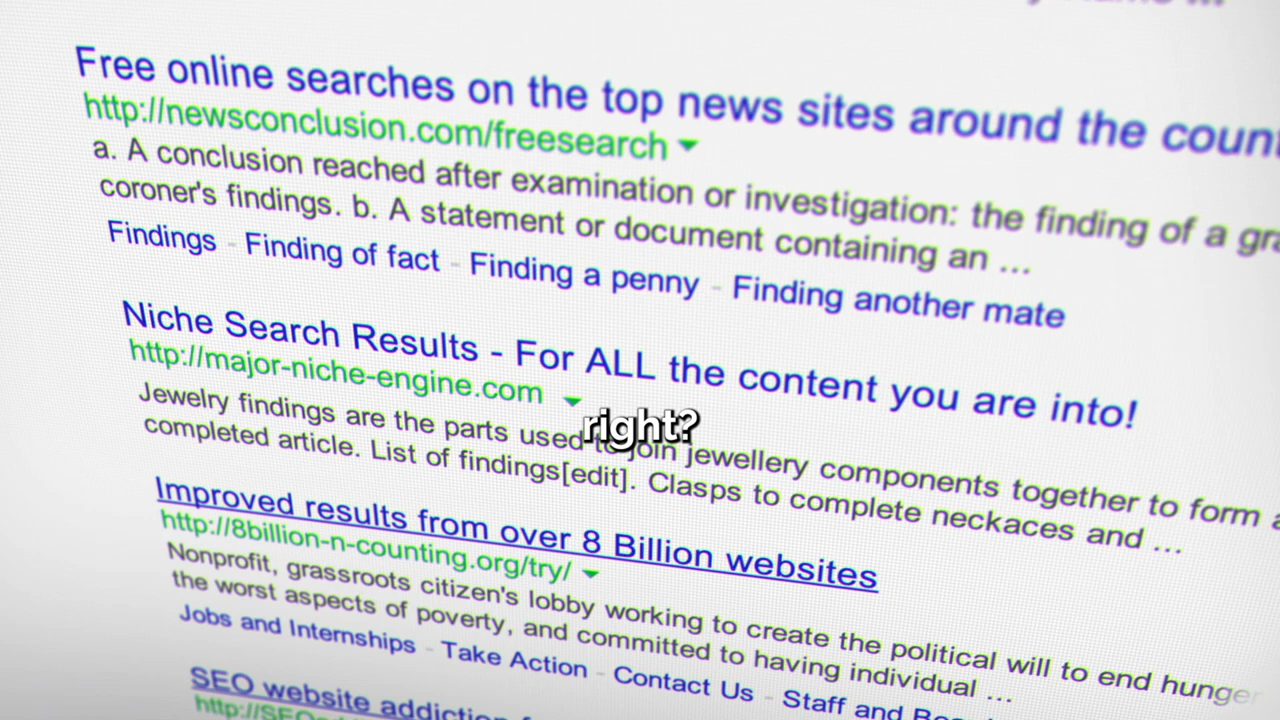 Free online searches on the top news sites around the
http://newsconclusion.com/freesearch
a. A conclusion reached after examination or investigation: the finding of a
coroner's findings. b. A statement or document containing an ...
Findings - Finding of fact - Finding a penny - Finding another mate
Niche Search Results - For ALL the content you are into!
http://major-niche-engine.com
right?
Jewelry findings are the parts used to join jewellery components together to form
completed article. List of findings[edit]. Clasps to complete neckaces and ...
Improved results from over 8 Billion websites
http://8billion-n-counting.org/try/
Nonprofit, grassroots citizen's lobby working to create the political will to end hunger
the worst aspects of poverty, and committed to having individual ...
Jobs and Internships - Take Action - Contact Us - Staff and
SEO website